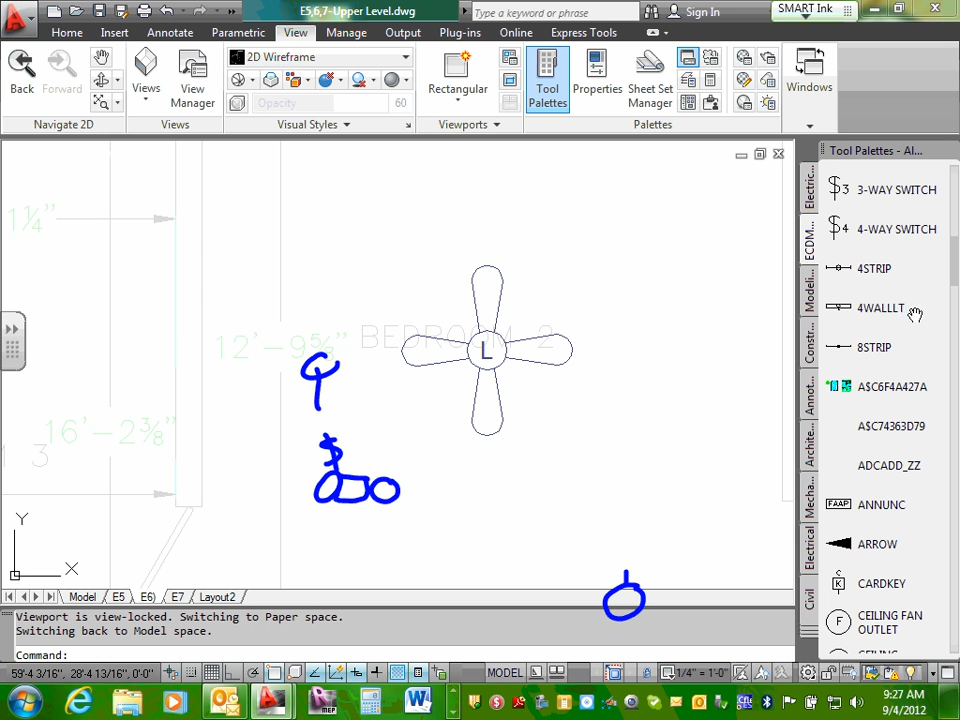 E5,6,7-Upper Level.dwg
Type a keyword or phrase
Sign In
SMART Ink
Home Insert Annotate Parametric View Manage Output Plug-ins Online Express Tools
2D Wireframe
Opacity 60
Back Forward
Views
View Manager
Rectangular
Tool Palettes
Properties
Sheet Set Manager
Windows
Navigate 2D Views Visual Styles Viewports Palettes
Tool Palettes - Al...
Electric...
ECDM...
Modeli...
Constr...
Annot...
Archite...
Mecha...
Electrical
Civil
3-WAY SWITCH
4-WAY SWITCH
4STRIP
4WALLLT
8STRIP
A$C6F4A427A
A$C74363D79
ADCADD_ZZ
FAAP ANNUNC
ARROW
K CARDKEY
F CEILING FAN OUTLET
CEILING
1¼"
12'-9⅝" BEDROOM 2
L
16'-2⅜"
3
Y
X
Model E5 E6 E7 Layout2
Viewport is view-locked. Switching to Paper space.
Switching back to Model space.
Command:
59'-4 3/16", 28'-4 13/16", 0'-0"
MODEL
1/4" = 1'-0"
9:27 AM
9/4/2012